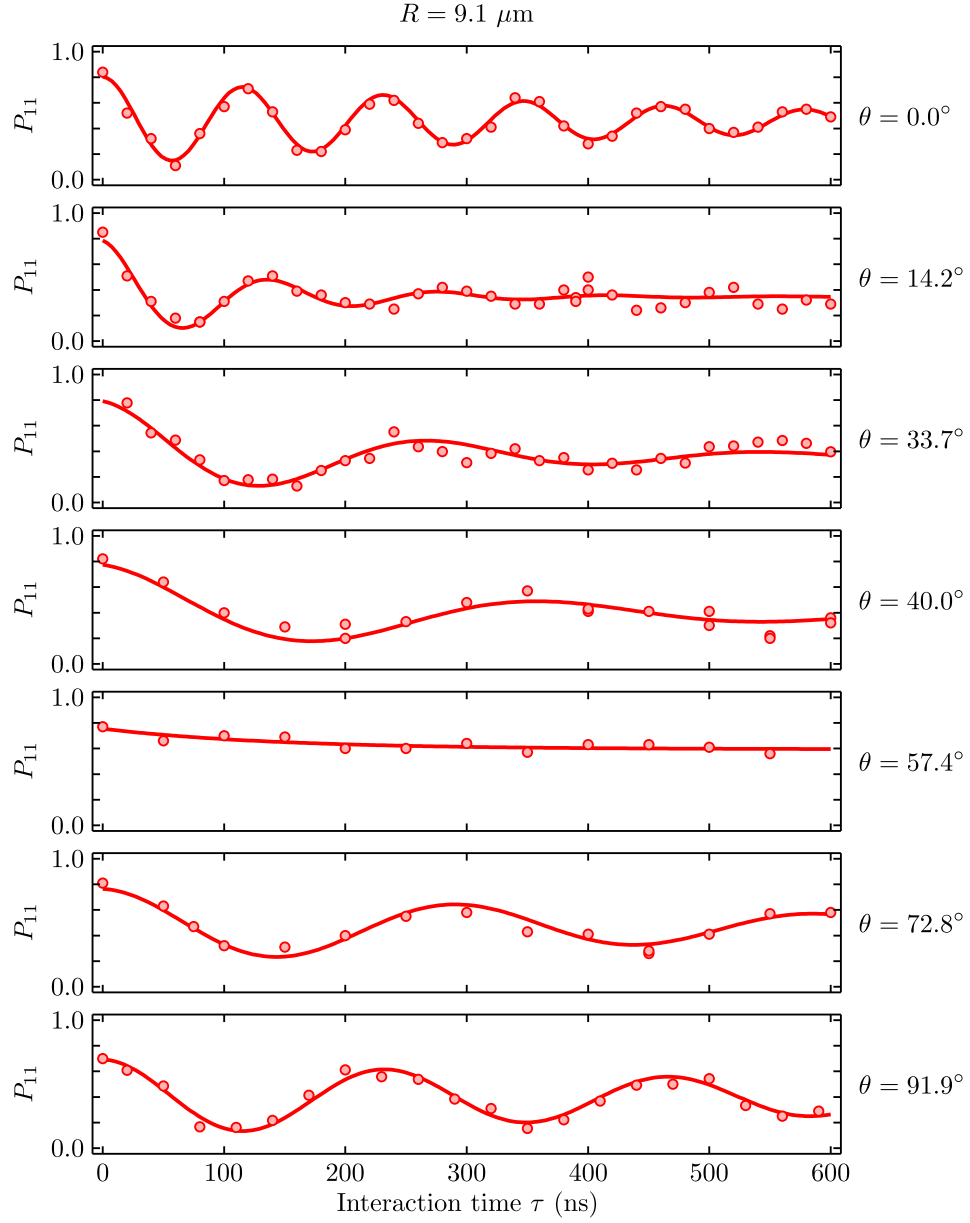 R = 9.1 μm
1.0
P₁₁
0.0
θ = 0.0°
1.0
P₁₁
0.0
θ = 14.2°
1.0
P₁₁
0.0
θ = 33.7°
1.0
P₁₁
0.0
θ = 40.0°
1.0
P₁₁
0.0
θ = 57.4°
1.0
P₁₁
0.0
θ = 72.8°
1.0
P₁₁
0.0
θ = 91.9°
0 100 200 300 400 500 600
Interaction time τ (ns)